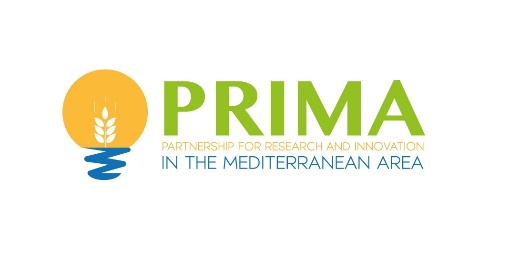 PRIMA
PARTNERSHIP FOR RESEARCH AND INNOVATION
IN THE MEDITERRANEAN AREA